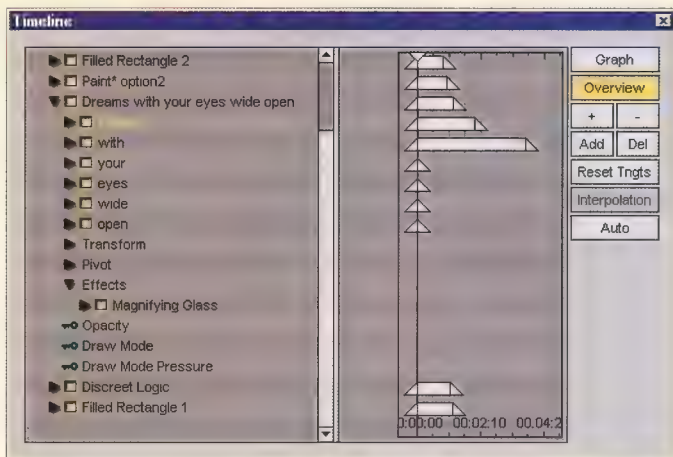 Timeline
Filled Rectangle 2
Paint* option2
Dreams with your eyes wide open
with
your
eyes
wide
open
Transform
Pivot
Effects
Magnifying Glass
Opacity
Draw Mode
Draw Mode Pressure
Discreet Logic
Filled Rectangle 1
0:00;00 00:02:10 00.04:2
Graph
Overview
+ -
Add Del
Reset Tngts
Interpolation
Auto